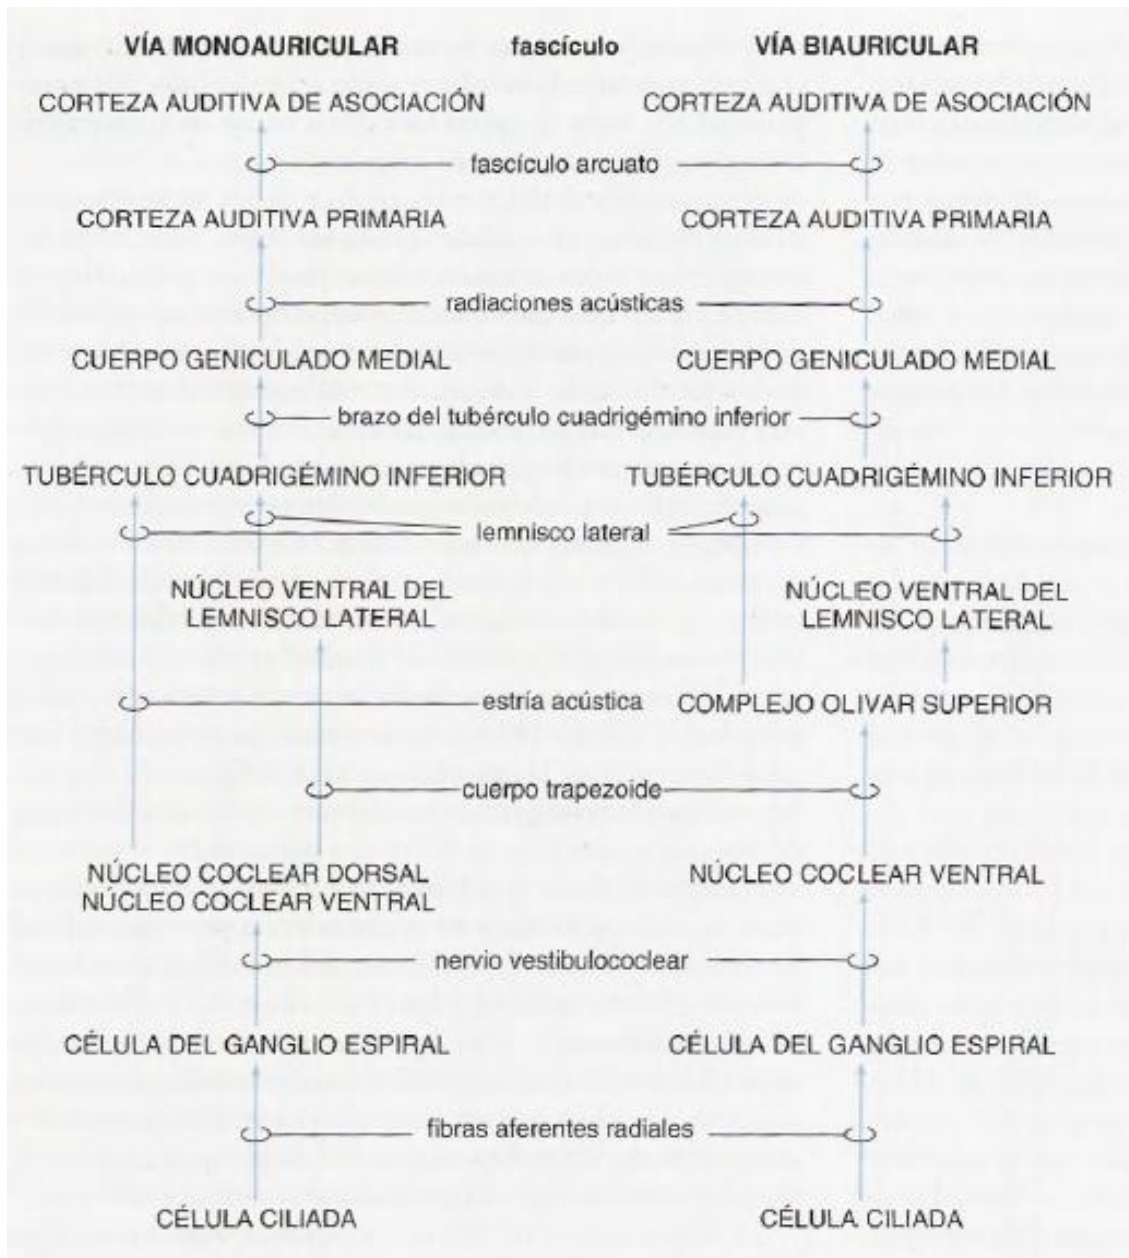 VÍA MONOAURICULAR fascículo VÍA BIAURICULAR
CORTEZA AUDITIVA DE ASOCIACIÓN CORTEZA AUDITIVA DE ASOCIACIÓN
fascículo arcuato
CORTEZA AUDITIVA PRIMARIA CORTEZA AUDITIVA PRIMARIA
radiaciones acústicas
CUERPO GENICULADO MEDIAL CUERPO GENICULADO MEDIAL
brazo del tubérculo cuadrigémino inferior
TUBÉRCULO CUADRIGÉMINO INFERIOR TUBÉRCULO CUADRIGÉMINO INFERIOR
lemnisco lateral
NÚCLEO VENTRAL DEL NÚCLEO VENTRAL DEL
LEMNISCO LATERAL LEMNISCO LATERAL
estría acústica COMPLEJO OLIVAR SUPERIOR
cuerpo trapezoide
NÚCLEO COCLEAR DORSAL NÚCLEO COCLEAR VENTRAL
NÚCLEO COCLEAR VENTRAL
nervio vestibulococlear
CÉLULA DEL GANGLIO ESPIRAL CÉLULA DEL GANGLIO ESPIRAL
fibras aferentes radiales
CÉLULA CILIADA CÉLULA CILIADA